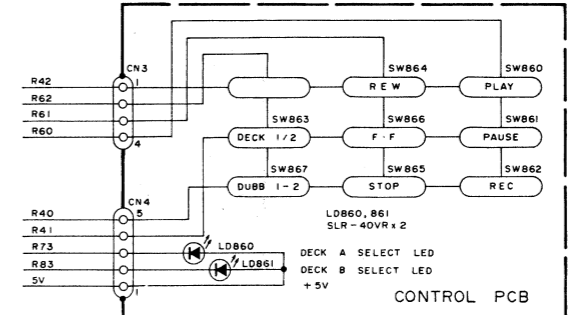 CN3
SW864
SW860
R42
1
REW
PLAY
R62
R61
SW863
SW866
SW861
R60
4
DECK 1/2
F·F
PAUSE
SW867
SW865
SW862
CN4
DUBB 1-2
STOP
REC
R40
5
LD860, 861
SLR-40VR x 2
R41
R73
LD860
DECK A SELECT LED
R83
LD861
DECK B SELECT LED
5V
1
+5V
CONTROL PCB